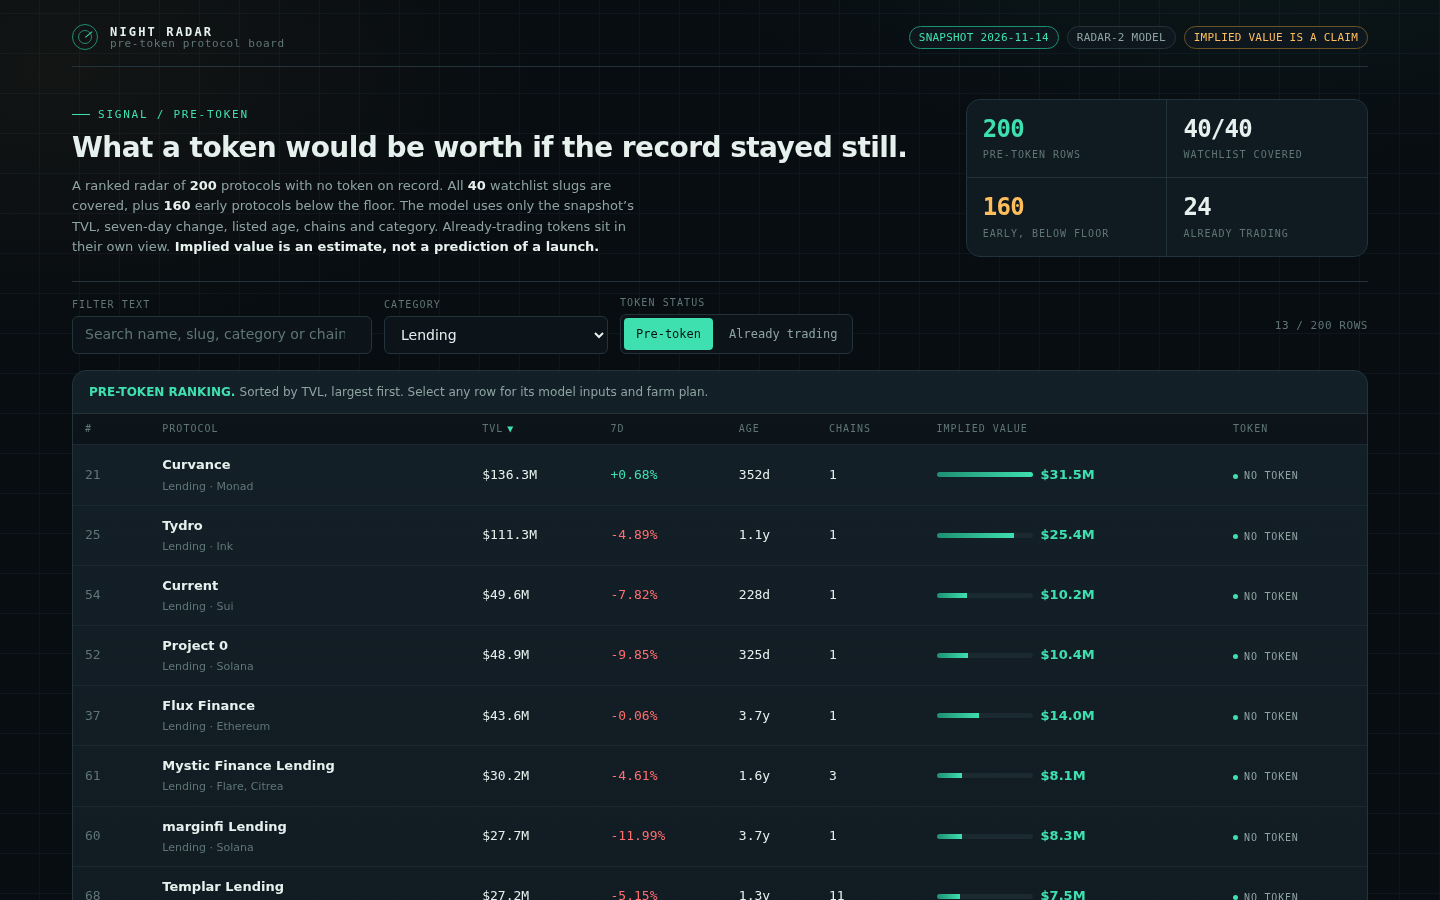 NIGHT RADAR
pre-token protocol board
SNAPSHOT 2026-11-14
RADAR-2 MODEL
IMPLIED VALUE IS A CLAIM
SIGNAL / PRE-TOKEN
What a token would be worth if the record stayed still.
A ranked radar of 200 protocols with no token on record. All 40 watchlist slugs are
covered, plus 160 early protocols below the floor. The model uses only the snapshot’s
TVL, seven-day change, listed age, chains and category. Already-trading tokens sit in
their own view. Implied value is an estimate, not a prediction of a launch.
200
PRE-TOKEN ROWS
40/40
WATCHLIST COVERED
160
EARLY, BELOW FLOOR
24
ALREADY TRADING
FILTER TEXT
Search name, slug, category or chain
CATEGORY
Lending
TOKEN STATUS
Pre-token
Already trading
13 / 200 ROWS
PRE-TOKEN RANKING. Sorted by TVL, largest first. Select any row for its model inputs and farm plan.
# PROTOCOL TVL ▼ 7D AGE CHAINS IMPLIED VALUE TOKEN
21 Curvance $136.3M +0.68% 352d 1 $31.5M NO TOKEN
Lending · Monad
25 Tydro $111.3M -4.89% 1.1y 1 $25.4M NO TOKEN
Lending · Ink
54 Current $49.6M -7.82% 228d 1 $10.2M NO TOKEN
Lending · Sui
52 Project 0 $48.9M -9.85% 325d 1 $10.4M NO TOKEN
Lending · Solana
37 Flux Finance $43.6M -0.06% 3.7y 1 $14.0M NO TOKEN
Lending · Ethereum
61 Mystic Finance Lending $30.2M -4.61% 1.6y 3 $8.1M NO TOKEN
Lending · Flare, Citrea
60 marginfi Lending $27.7M -11.99% 3.7y 1 $8.3M NO TOKEN
Lending · Solana
68 Templar Lending $27.2M -5.15% 1.3y 11 $7.5M NO TOKEN